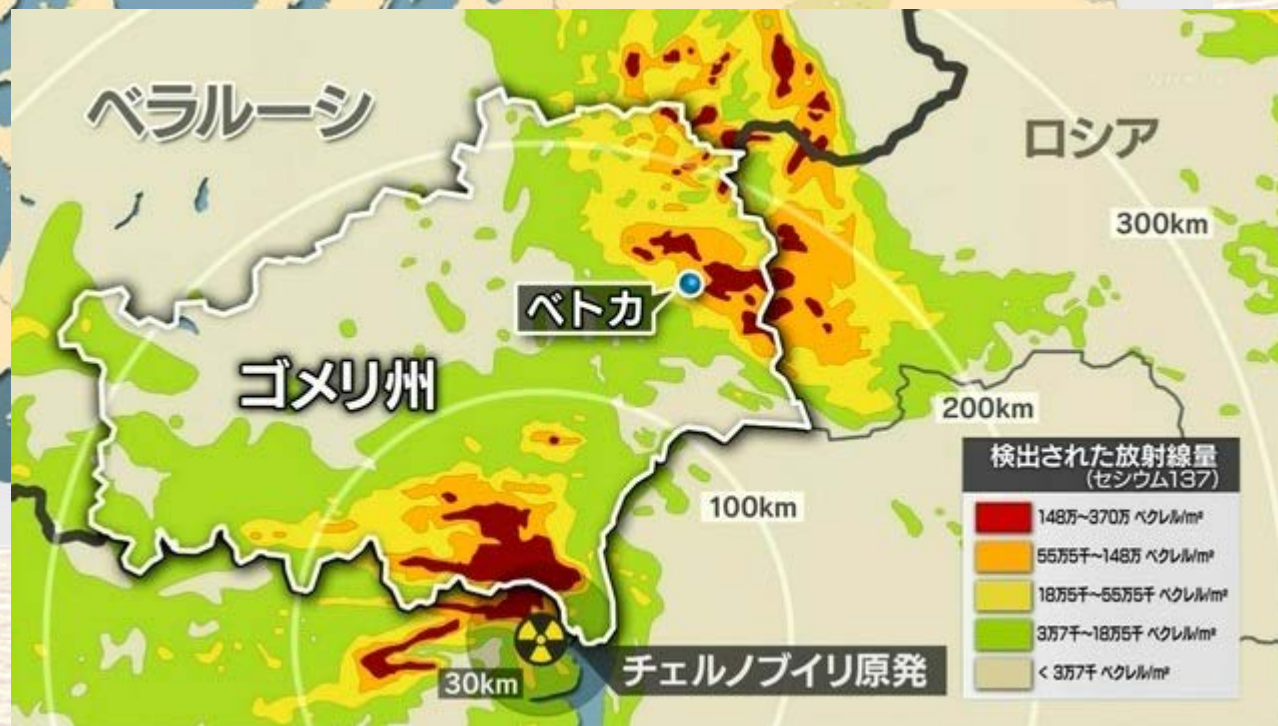 ベラルーシ
ロシア
300km
ベトカ
ゴメリ州
200km
検出された放射線量
(セシウム137)
148万〜370万 ベクレル/m²
55万5千〜148万 ベクレル/m²
18万5千〜55万5千 ベクレル/m²
3万7千〜18万5千 ベクレル/m²
< 3万7千 ベクレル/m²
100km
チェルノブイリ原発
30km